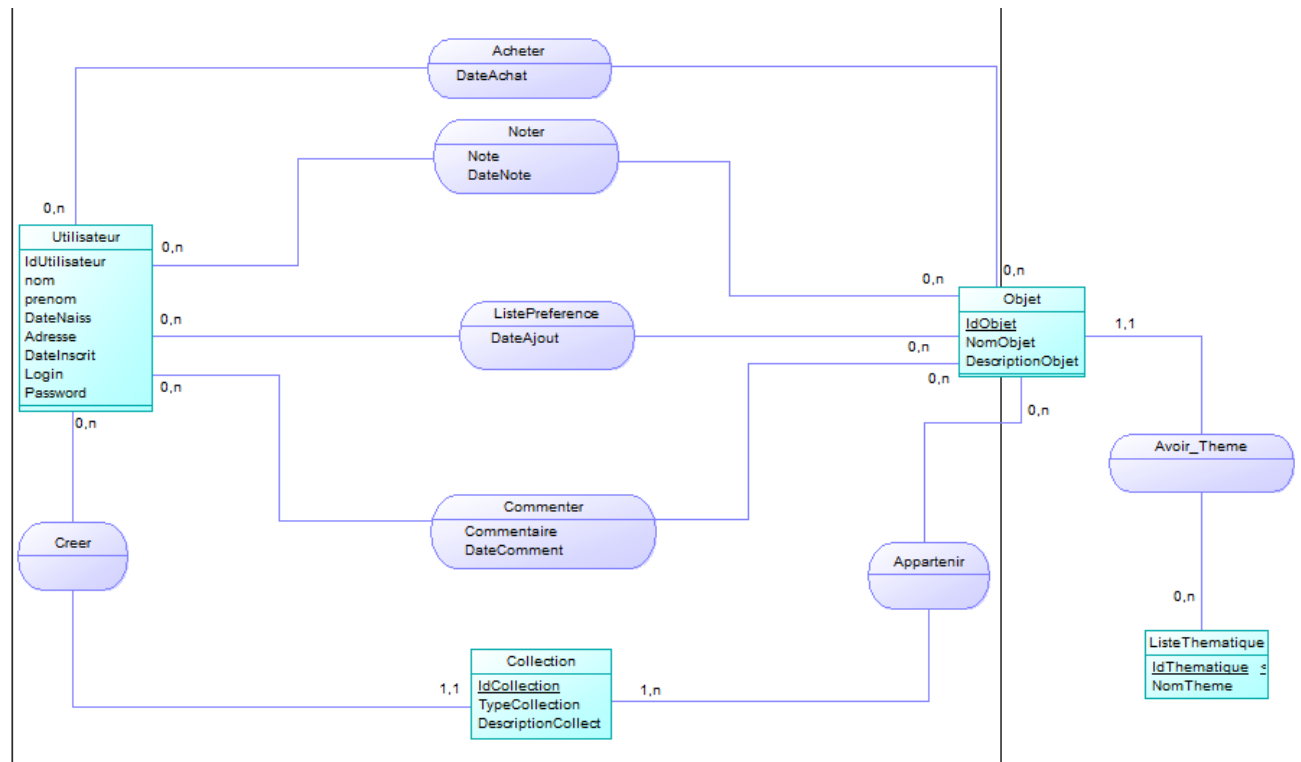 Acheter
DateAchat
Noter
Note
DateNote
0,n
Utilisateur
IdUtilisateur
nom
prenom
DateNaiss
Adresse
DateInscrit
Login
Password
0,n
0,n
0,n
0,n
ListePreference
DateAjout
0,n
0,n
0,n
0,n
0,n
Objet
IdObjet
NomObjet
DescriptionObjet
1,1
Avoir_Theme
Commenter
Commentaire
DateComment
Creer
Appartenir
0,n
ListeThematique
IdThematique
NomTheme
Collection
IdCollection
TypeCollection
DescriptionCollect
1,1
1,n